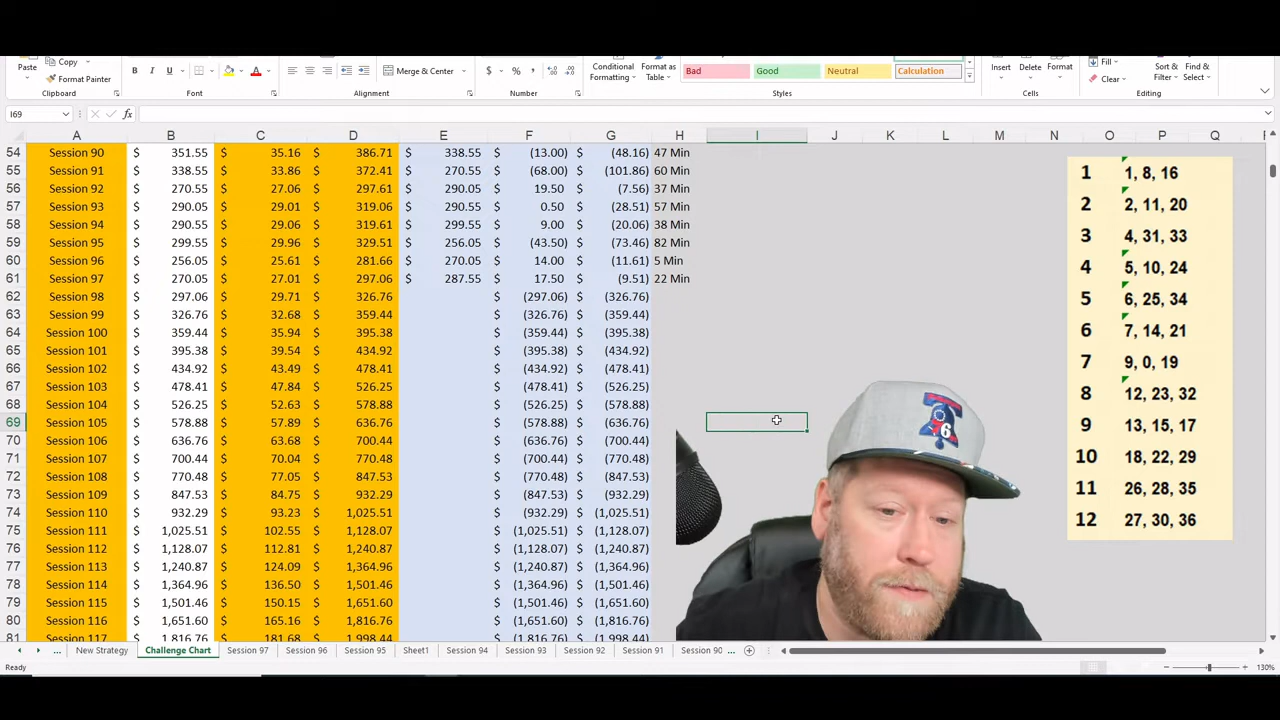 Copy
Paste
Format Painter
Clipboard
B I U A
Font
Merge & Center
Alignment
$ % ,
Number
Conditional Formatting
Format as Table
Bad Good Neutral Calculation
Styles
Insert Delete Format
Cells
Fill
Clear
Sort & Filter
Find & Select
Editing
I69 fx
A B C D E F G H I J K L M N O P Q
54 Session 90 $ 351.55 $ 35.16 $ 386.71 $ 338.55 $ (13.00) $ (48.16) 47 Min
55 Session 91 $ 338.55 $ 33.86 $ 372.41 $ 270.55 $ (68.00) $ (101.86) 60 Min
56 Session 92 $ 270.55 $ 27.06 $ 297.61 $ 290.05 $ 19.50 $ (7.56) 37 Min
57 Session 93 $ 290.05 $ 29.01 $ 319.06 $ 290.55 $ 0.50 $ (28.51) 57 Min
58 Session 94 $ 290.55 $ 29.06 $ 319.61 $ 299.55 $ 9.00 $ (20.06) 38 Min
59 Session 95 $ 299.55 $ 29.96 $ 329.51 $ 256.05 $ (43.50) $ (73.46) 82 Min
60 Session 96 $ 256.05 $ 25.61 $ 281.66 $ 270.05 $ 14.00 $ (11.61) 5 Min
61 Session 97 $ 270.05 $ 27.01 $ 297.06 $ 287.55 $ 17.50 $ (9.51) 22 Min
62 Session 98 $ 297.06 $ 29.71 $ 326.76 $ (297.06) $ (326.76)
63 Session 99 $ 326.76 $ 32.68 $ 359.44 $ (326.76) $ (359.44)
64 Session 100 $ 359.44 $ 35.94 $ 395.38 $ (359.44) $ (395.38)
65 Session 101 $ 395.38 $ 39.54 $ 434.92 $ (395.38) $ (434.92)
66 Session 102 $ 434.92 $ 43.49 $ 478.41 $ (434.92) $ (478.41)
67 Session 103 $ 478.41 $ 47.84 $ 526.25 $ (478.41) $ (526.25)
68 Session 104 $ 526.25 $ 52.63 $ 578.88 $ (526.25) $ (578.88)
69 Session 105 $ 578.88 $ 57.89 $ 636.76 $ (578.88) $ (636.76)
70 Session 106 $ 636.76 $ 63.68 $ 700.44 $ (636.76) $ (700.44)
71 Session 107 $ 700.44 $ 70.04 $ 770.48 $ (700.44) $ (770.48)
72 Session 108 $ 770.48 $ 77.05 $ 847.53 $ (770.48) $ (847.53)
73 Session 109 $ 847.53 $ 84.75 $ 932.29 $ (847.53) $ (932.29)
74 Session 110 $ 932.29 $ 93.23 $ 1,025.51 $ (932.29) $ (1,025.51)
75 Session 111 $ 1,025.51 $ 102.55 $ 1,128.07 $ (1,025.51) $ (1,128.07)
76 Session 112 $ 1,128.07 $ 112.81 $ 1,240.87 $ (1,128.07) $ (1,240.87)
77 Session 113 $ 1,240.87 $ 124.09 $ 1,364.96 $ (1,240.87) $ (1,364.96)
78 Session 114 $ 1,364.96 $ 136.50 $ 1,501.46 $ (1,364.96) $ (1,501.46)
79 Session 115 $ 1,501.46 $ 150.15 $ 1,651.60 $ (1,501.46) $ (1,651.60)
80 Session 116 $ 1,651.60 $ 165.16 $ 1,816.76 $ (1,651.60) $ (1,816.76)
81 Session 117 $ 1,816.76 $ 181.68 $ 1,998.44 $ (1,816.76) $ (1,998.44)
1 1, 8, 16
2 2, 11, 20
3 4, 31, 33
4 5, 10, 24
5 6, 25, 34
6 7, 14, 21
7 9, 0, 19
8 12, 23, 32
9 13, 15, 17
10 18, 22, 29
11 26, 28, 35
12 27, 30, 36
6
... New Strategy Challenge Chart Session 97 Session 96 Session 95 Sheet1 Session 94 Session 93 Session 92 Session 91 Session 90 ...
Ready
130%